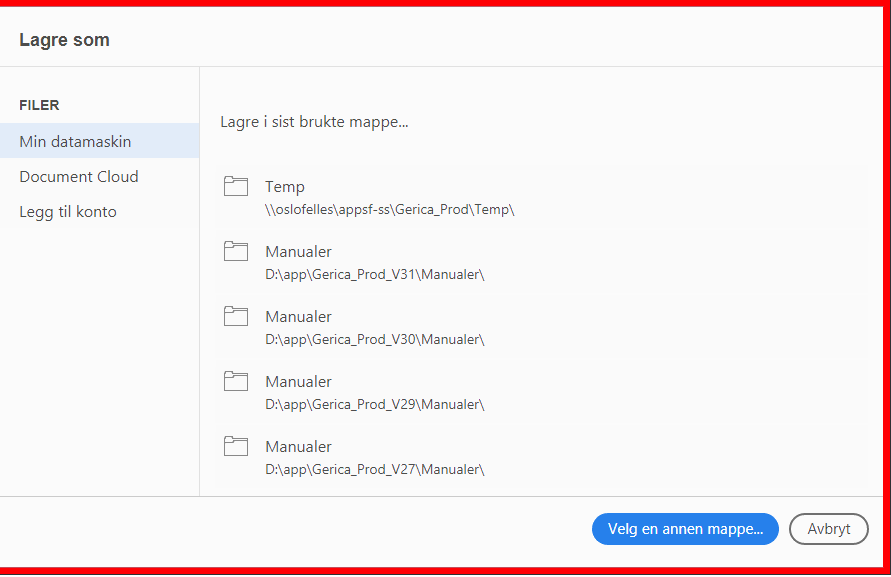 Lagre som
FILER
Min datamaskin
Document Cloud
Legg til konto
Lagre i sist brukte mappe...
Temp
\\oslofelles\appsf-ss\Gerica_Prod\Temp\
Manualer
D:\app\Gerica_Prod_V31\Manualer\
Manualer
D:\app\Gerica_Prod_V30\Manualer\
Manualer
D:\app\Gerica_Prod_V29\Manualer\
Manualer
D:\app\Gerica_Prod_V27\Manualer\
Velg en annen mappe...
Avbryt